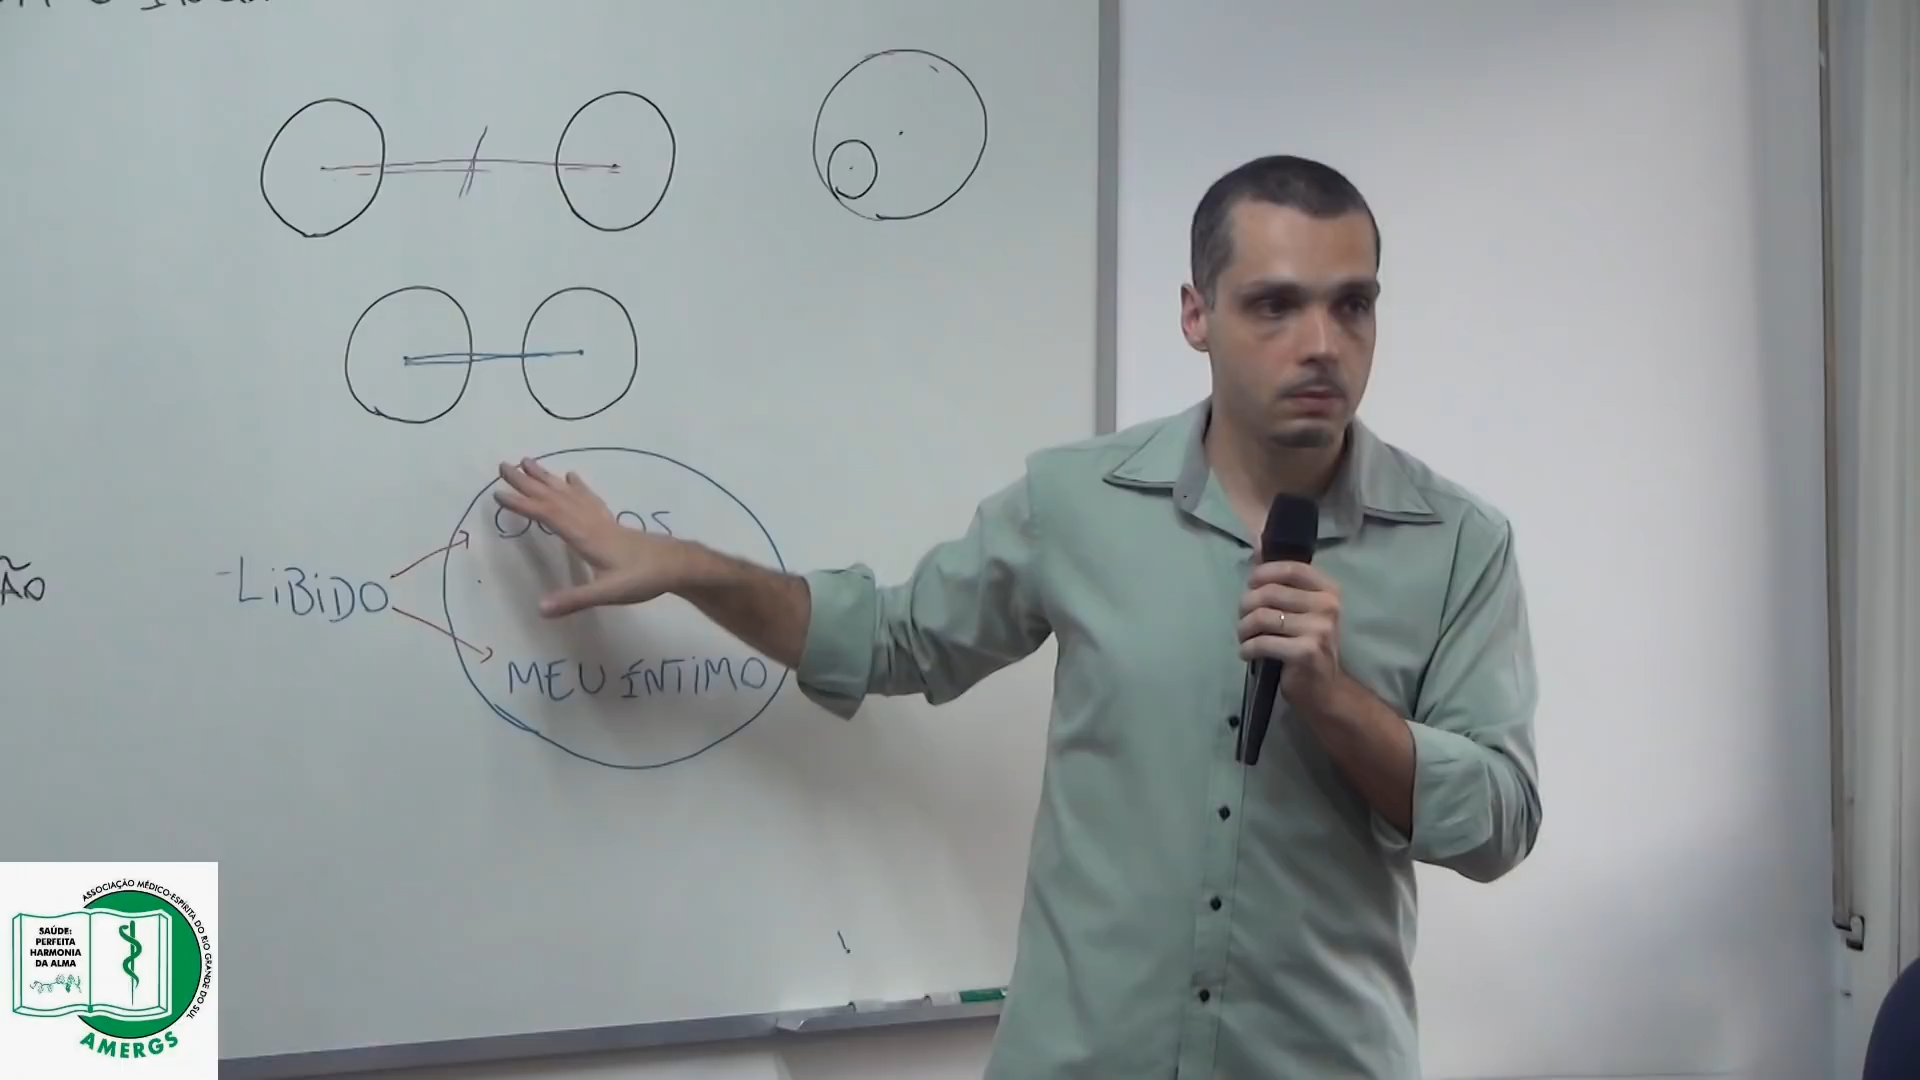 ÃO
-LIBIDO
MEU ÍNTIMO
ASSOCIAÇÃO MÉDICO-ESPÍRITA DO RIO GRANDE DO SUL
SAÚDE:
PERFEITA
HARMONIA
DA ALMA
AMERGS